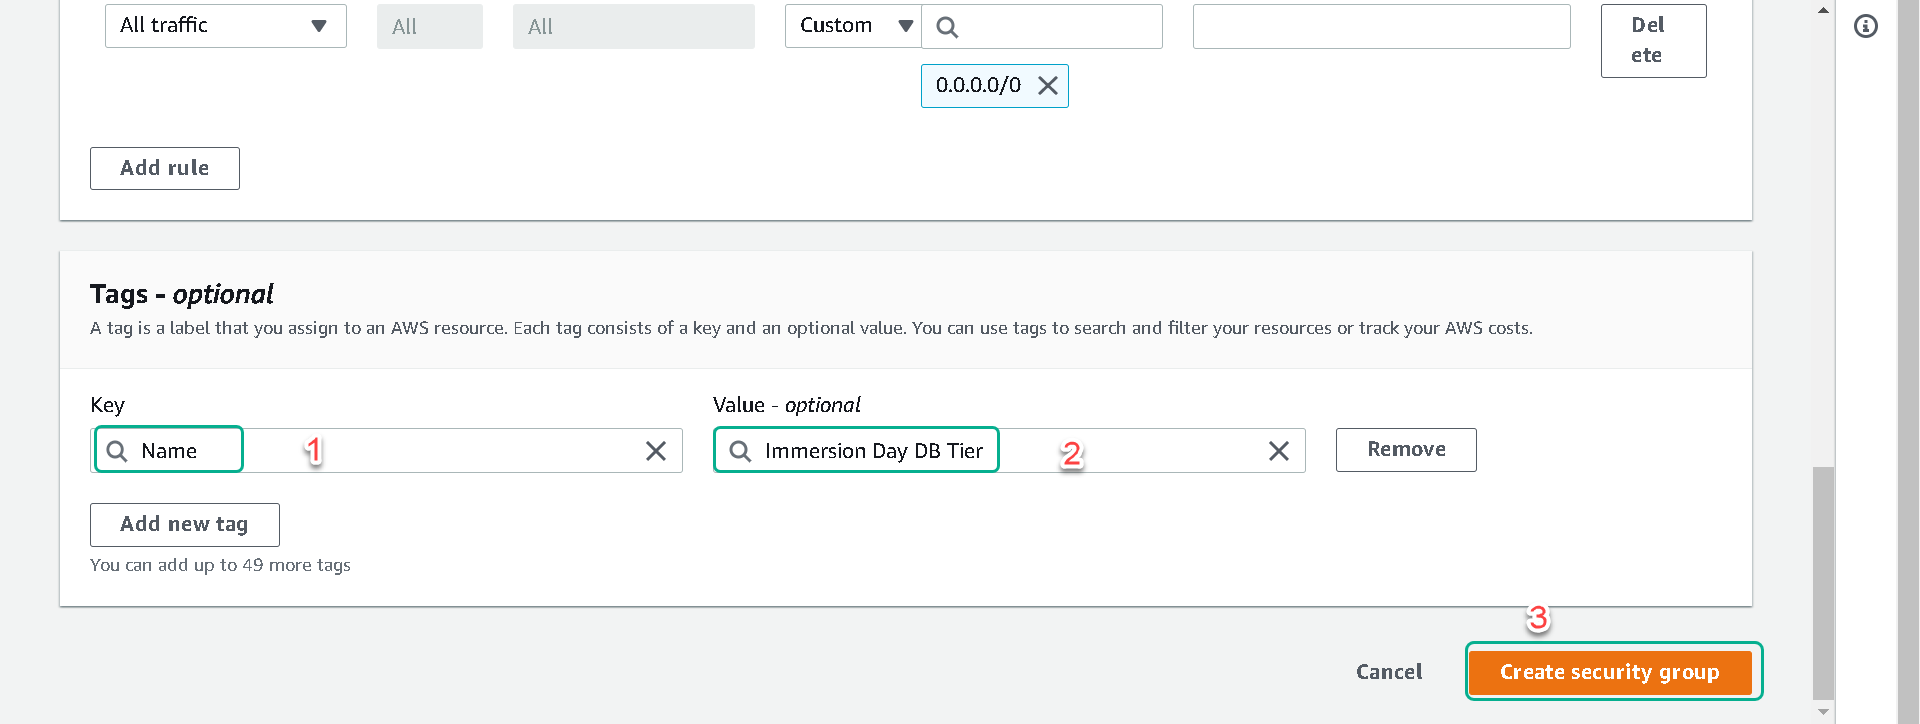 All traffic
All
All
Custom
Del
ete
0.0.0.0/0
Add rule
Tags - optional
A tag is a label that you assign to an AWS resource. Each tag consists of a key and an optional value. You can use tags to search and filter your resources or track your AWS costs.
Key
Value - optional
Name
1
Immersion Day DB Tier
2
Remove
Add new tag
You can add up to 49 more tags
3
Cancel
Create security group